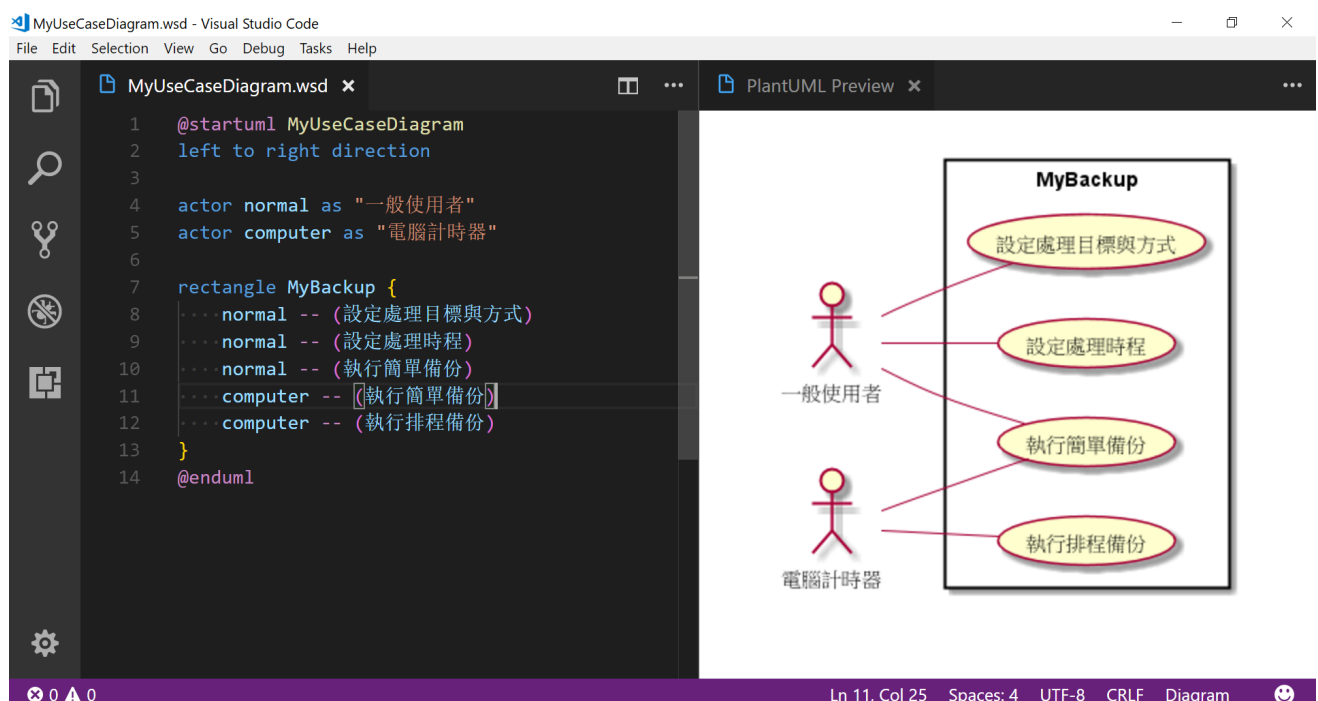 MyUseCaseDiagram.wsd - Visual Studio Code
File Edit Selection View Go Debug Tasks Help
MyUseCaseDiagram.wsd
PlantUML Preview
1 @startuml MyUseCaseDiagram
2 left to right direction
3
4 actor normal as "一般使用者"
5 actor computer as "電腦計時器"
6
7 rectangle MyBackup {
8 ····normal -- (設定處理目標與方式)
9 ····normal -- (設定處理時程)
10 ····normal -- (執行簡單備份)
11 ····computer -- (執行簡單備份)
12 ····computer -- (執行排程備份)
13 }
14 @enduml
MyBackup
設定處理目標與方式
設定處理時程
一般使用者
執行簡單備份
執行排程備份
電腦計時器
0 0
Ln 11, Col 25 Spaces: 4 UTF-8 CRLF Diagram